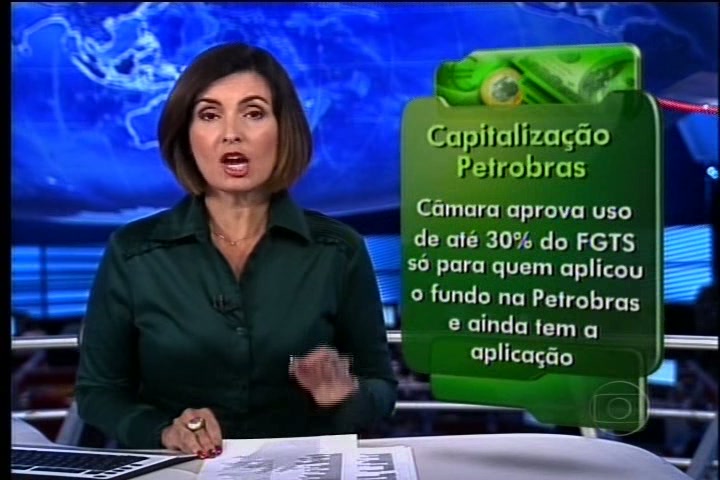 Capitalização
Petrobras
Câmara aprova uso
de até 30% do FGTS
só para quem aplicou
o fundo na Petrobras
e ainda tem a
aplicação